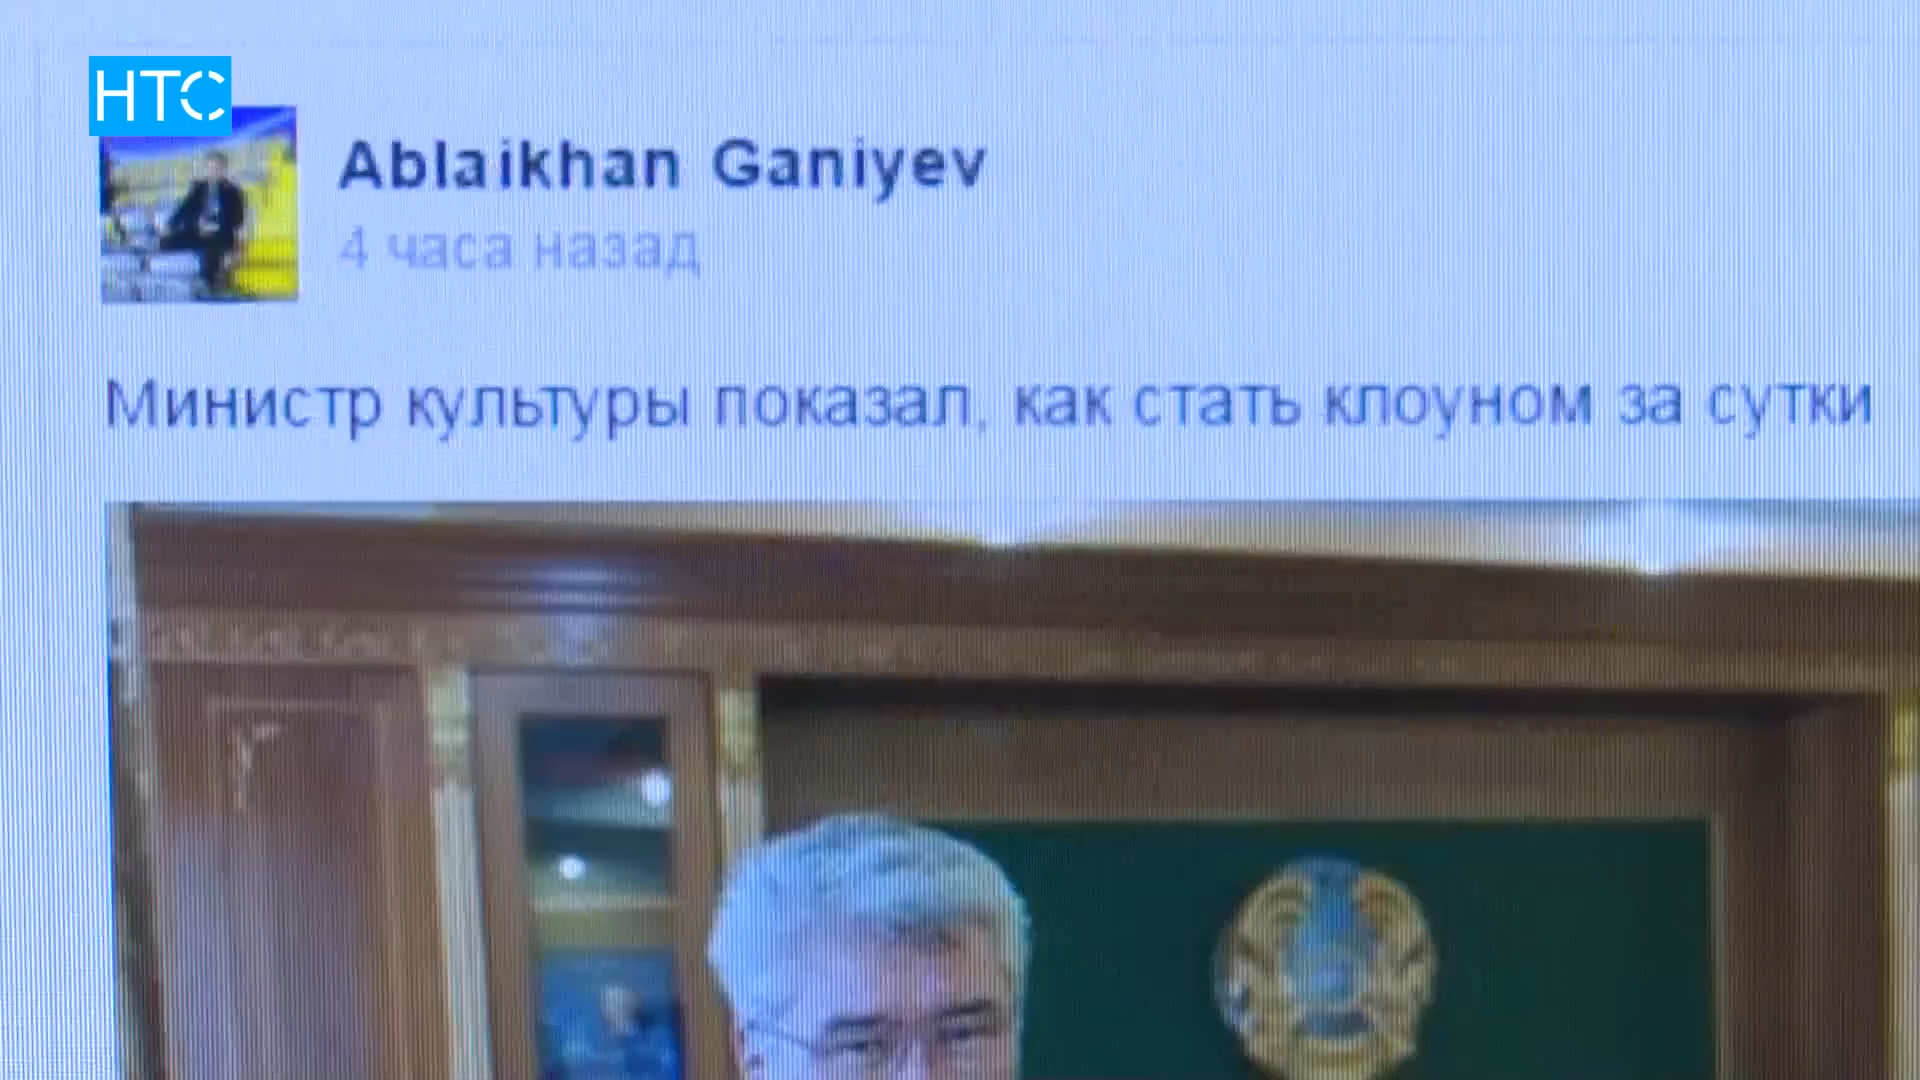 НТС
Ablaikhan Ganiyev
4 часа назад
Министр культуры показал, как стать клоуном за сутки